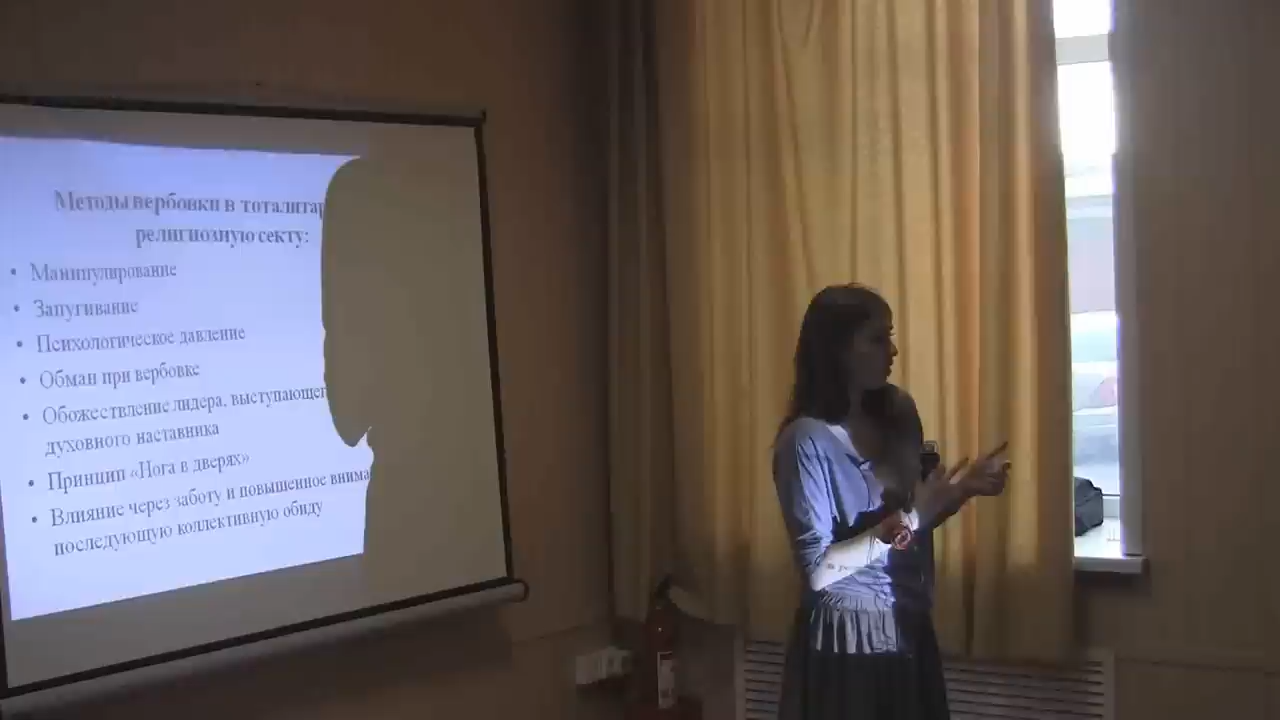 Методы вербовки в тоталитар
религиозную секту:
• Манипулирование
• Запугивание
• Психологическое давление
• Обман при вербовке
• Обожествление лидера, выступающег
духовного наставника
• Принцип «Нога в дверях»
• Влияние через заботу и повышенное внима
последующую коллективную обиду